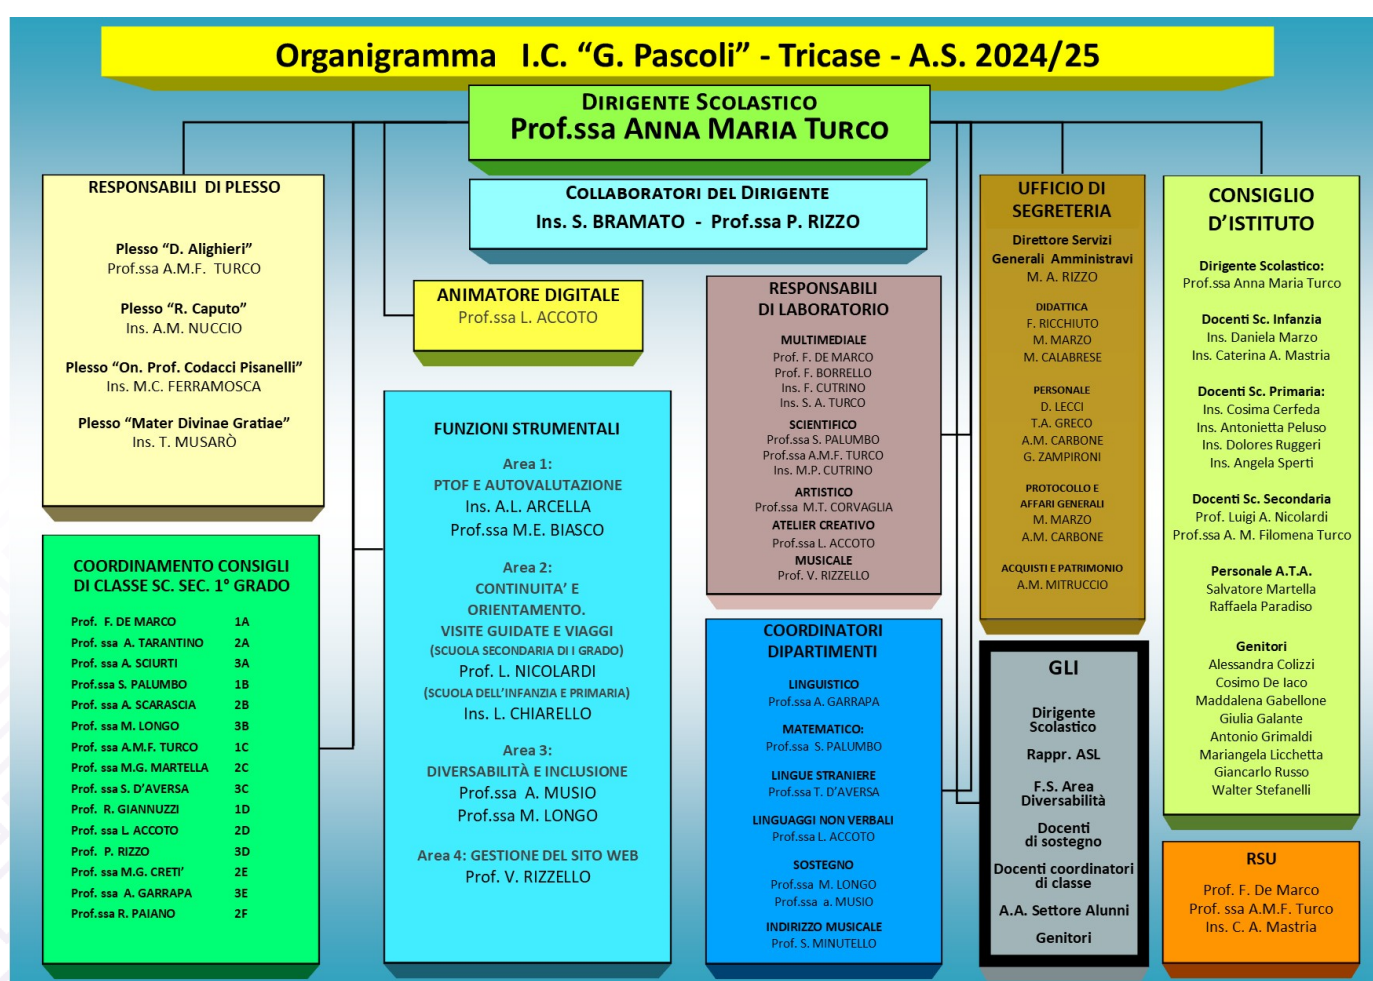 Organigramma I.C. “G. Pascoli” - Tricase - A.S. 2024/25
DIRIGENTE SCOLASTICO
Prof.ssa ANNA MARIA TURCO
COLLABORATORI DEL DIRIGENTE
Ins. S. BRAMATO - Prof.ssa P. RIZZO
RESPONSABILI DI PLESSO
Plesso “D. Alighieri”
Prof.ssa A.M.F. TURCO
Plesso “R. Caputo”
Ins. A.M. NUCCIO
Plesso “On. Prof. Codacci Pisanelli”
Ins. M.C. FERRAMOSCA
Plesso “Mater Divinae Gratiae”
Ins. T. MUSARÒ
COORDINAMENTO CONSIGLI
DI CLASSE SC. SEC. 1° GRADO
Prof. F. DE MARCO 1A
Prof. ssa A. TARANTINO 2A
Prof. ssa A. SCIURTI 3A
Prof.ssa S. PALUMBO 1B
Prof. ssa A. SCARASCIA 2B
Prof. ssa M. LONGO 3B
Prof. ssa A.M.F. TURCO 1C
Prof. ssa M.G. MARTELLA 2C
Prof. ssa S. D’AVERSA 3C
Prof. R. GIANNUZZI 1D
Prof. ssa L. ACCOTO 2D
Prof. P. RIZZO 3D
Prof. ssa M.G. CRETI’ 2E
Prof. ssa A. GARRAPA 3E
Prof.ssa R. PAIANO 2F
ANIMATORE DIGITALE
Prof.ssa L. ACCOTO
FUNZIONI STRUMENTALI
Area 1:
PTOF E AUTOVALUTAZIONE
Ins. A.L. ARCELLA
Prof.ssa M.E. BIASCO
Area 2:
CONTINUITA’ E
ORIENTAMENTO.
VISITE GUIDATE E VIAGGI
(SCUOLA SECONDARIA DI I GRADO)
Prof. L. NICOLARDI
(SCUOLA DELL’INFANZIA E PRIMARIA)
Ins. L. CHIARELLO
Area 3:
DIVERSABILITÀ E INCLUSIONE
Prof.ssa A. MUSIO
Prof.ssa M. LONGO
Area 4: GESTIONE DEL SITO WEB
Prof. V. RIZZELLO
RESPONSABILI
DI LABORATORIO
MULTIMEDIALE
Prof. F. DE MARCO
Prof. F. BORRELLO
Ins. F. CUTRINO
Ins. S. A. TURCO
SCIENTIFICO
Prof.ssa S. PALUMBO
Prof.ssa A.M.F. TURCO
Ins. M.P. CUTRINO
ARTISTICO
Prof.ssa M.T. CORVAGLIA
ATELIER CREATIVO
Prof.ssa L. ACCOTO
MUSICALE
Prof. V. RIZZELLO
COORDINATORI
DIPARTIMENTI
LINGUISTICO
Prof.ssa A. GARRAPA
MATEMATICO:
Prof.ssa S. PALUMBO
LINGUE STRANIERE
Prof.ssa T. D’AVERSA
LINGUAGGI NON VERBALI
Prof.ssa L. ACCOTO
SOSTEGNO
Prof.ssa M. LONGO
Prof.ssa a. MUSIO
INDIRIZZO MUSICALE
Prof. S. MINUTELLO
UFFICIO DI
SEGRETERIA
Direttore Servizi
Generali Amministravi
M. A. RIZZO
DIDATTICA
F. RICCHIUTO
M. MARZO
M. CALABRESE
PERSONALE
D. LECCI
T.A. GRECO
A.M. CARBONE
G. ZAMPIRONI
PROTOCOLLO E
AFFARI GENERALI
M. MARZO
A.M. CARBONE
ACQUISTI E PATRIMONIO
A.M. MITRUCCIO
GLI
Dirigente
Scolastico
Rappr. ASL
F.S. Area
Diversabilità
Docenti
di sostegno
Docenti coordinatori
di classe
A.A. Settore Alunni
Genitori
CONSIGLIO
D’ISTITUTO
Dirigente Scolastico:
Prof.ssa Anna Maria Turco
Docenti Sc. Infanzia
Ins. Daniela Marzo
Ins. Caterina A. Mastria
Docenti Sc. Primaria:
Ins. Cosima Cerfeda
Ins. Antonietta Peluso
Ins. Dolores Ruggeri
Ins. Angela Sperti
Docenti Sc. Secondaria
Prof. Luigi A. Nicolardi
Prof.ssa A. M. Filomena Turco
Personale A.T.A.
Salvatore Martella
Raffaela Paradiso
Genitori
Alessandra Colizzi
Cosimo De Iaco
Maddalena Gabellone
Giulia Galante
Antonio Grimaldi
Mariangela Licchetta
Giancarlo Russo
Walter Stefanelli
RSU
Prof. F. De Marco
Prof. ssa A.M.F. Turco
Ins. C. A. Mastria